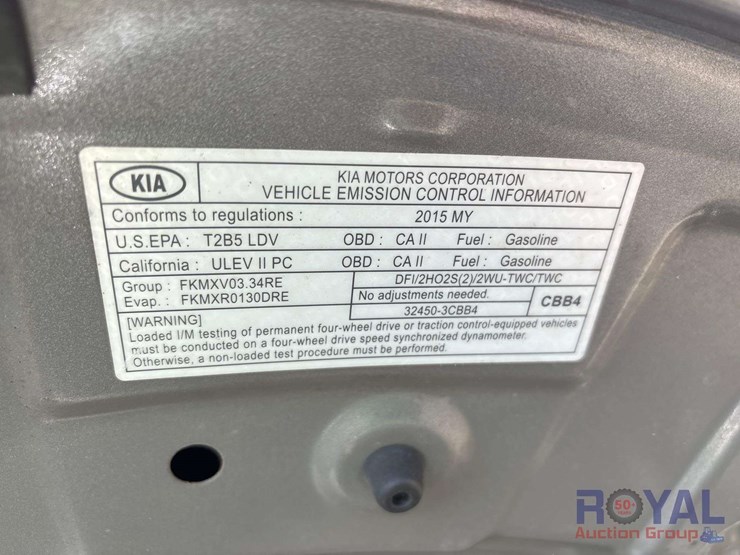 KIA
KIA MOTORS CORPORATION
VEHICLE EMISSION CONTROL INFORMATION
Conforms to regulations : 2015 MY
U.S.EPA : T2B5 LDV OBD : CA II Fuel : Gasoline
California : ULEV II PC OBD : CA II Fuel : Gasoline
Group : FKMXV03.34RE
Evap. : FKMXR0130DRE
DFI/2HO2S(2)/2WU-TWC/TWC
No adjustments needed.
32450-3CBB4
CBB4
[WARNING]
Loaded I/M testing of permanent four-wheel drive or traction control-equipped vehicles
must be conducted on a four-wheel drive speed synchronized dynamometer.
Otherwise, a non-loaded test procedure must be performed.
ROYAL
50+
Auction Group